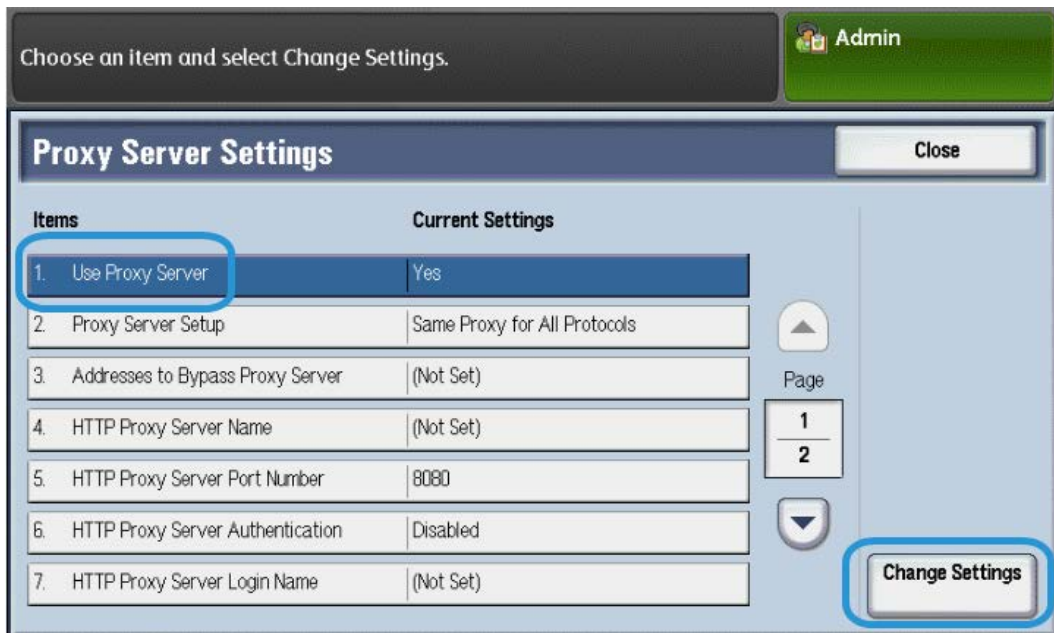 Choose an item and select Change Settings.
Admin
Proxy Server Settings
Close
Items Current Settings
1. Use Proxy Server Yes
2. Proxy Server Setup Same Proxy for All Protocols
3. Addresses to Bypass Proxy Server (Not Set)
Page
4. HTTP Proxy Server Name (Not Set)
1
2
5. HTTP Proxy Server Port Number 8080
6. HTTP Proxy Server Authentication Disabled
7. HTTP Proxy Server Login Name (Not Set)
Change Settings